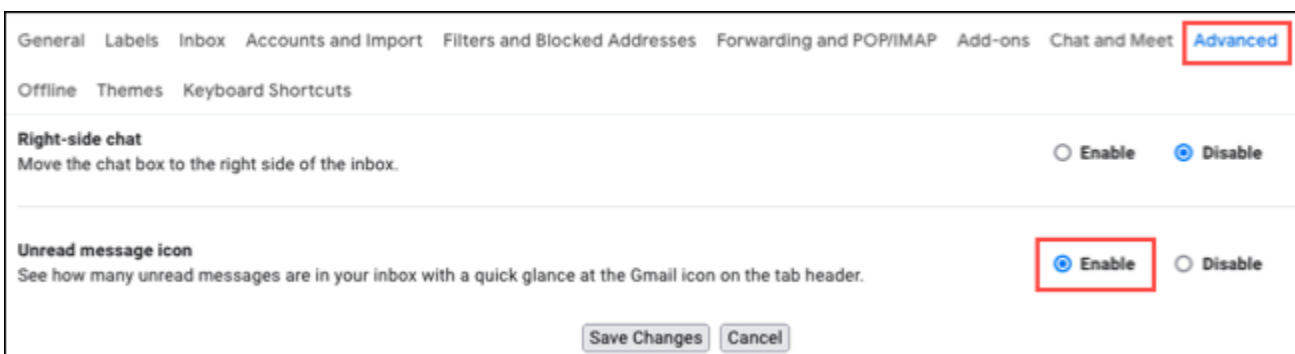 General Labels Inbox Accounts and Import Filters and Blocked Addresses Forwarding and POP/IMAP Add-ons Chat and Meet Advanced
Offline Themes Keyboard Shortcuts
Right-side chat
Move the chat box to the right side of the inbox.
Enable Disable
Unread message icon
See how many unread messages are in your inbox with a quick glance at the Gmail icon on the tab header.
Enable Disable
Save Changes Cancel